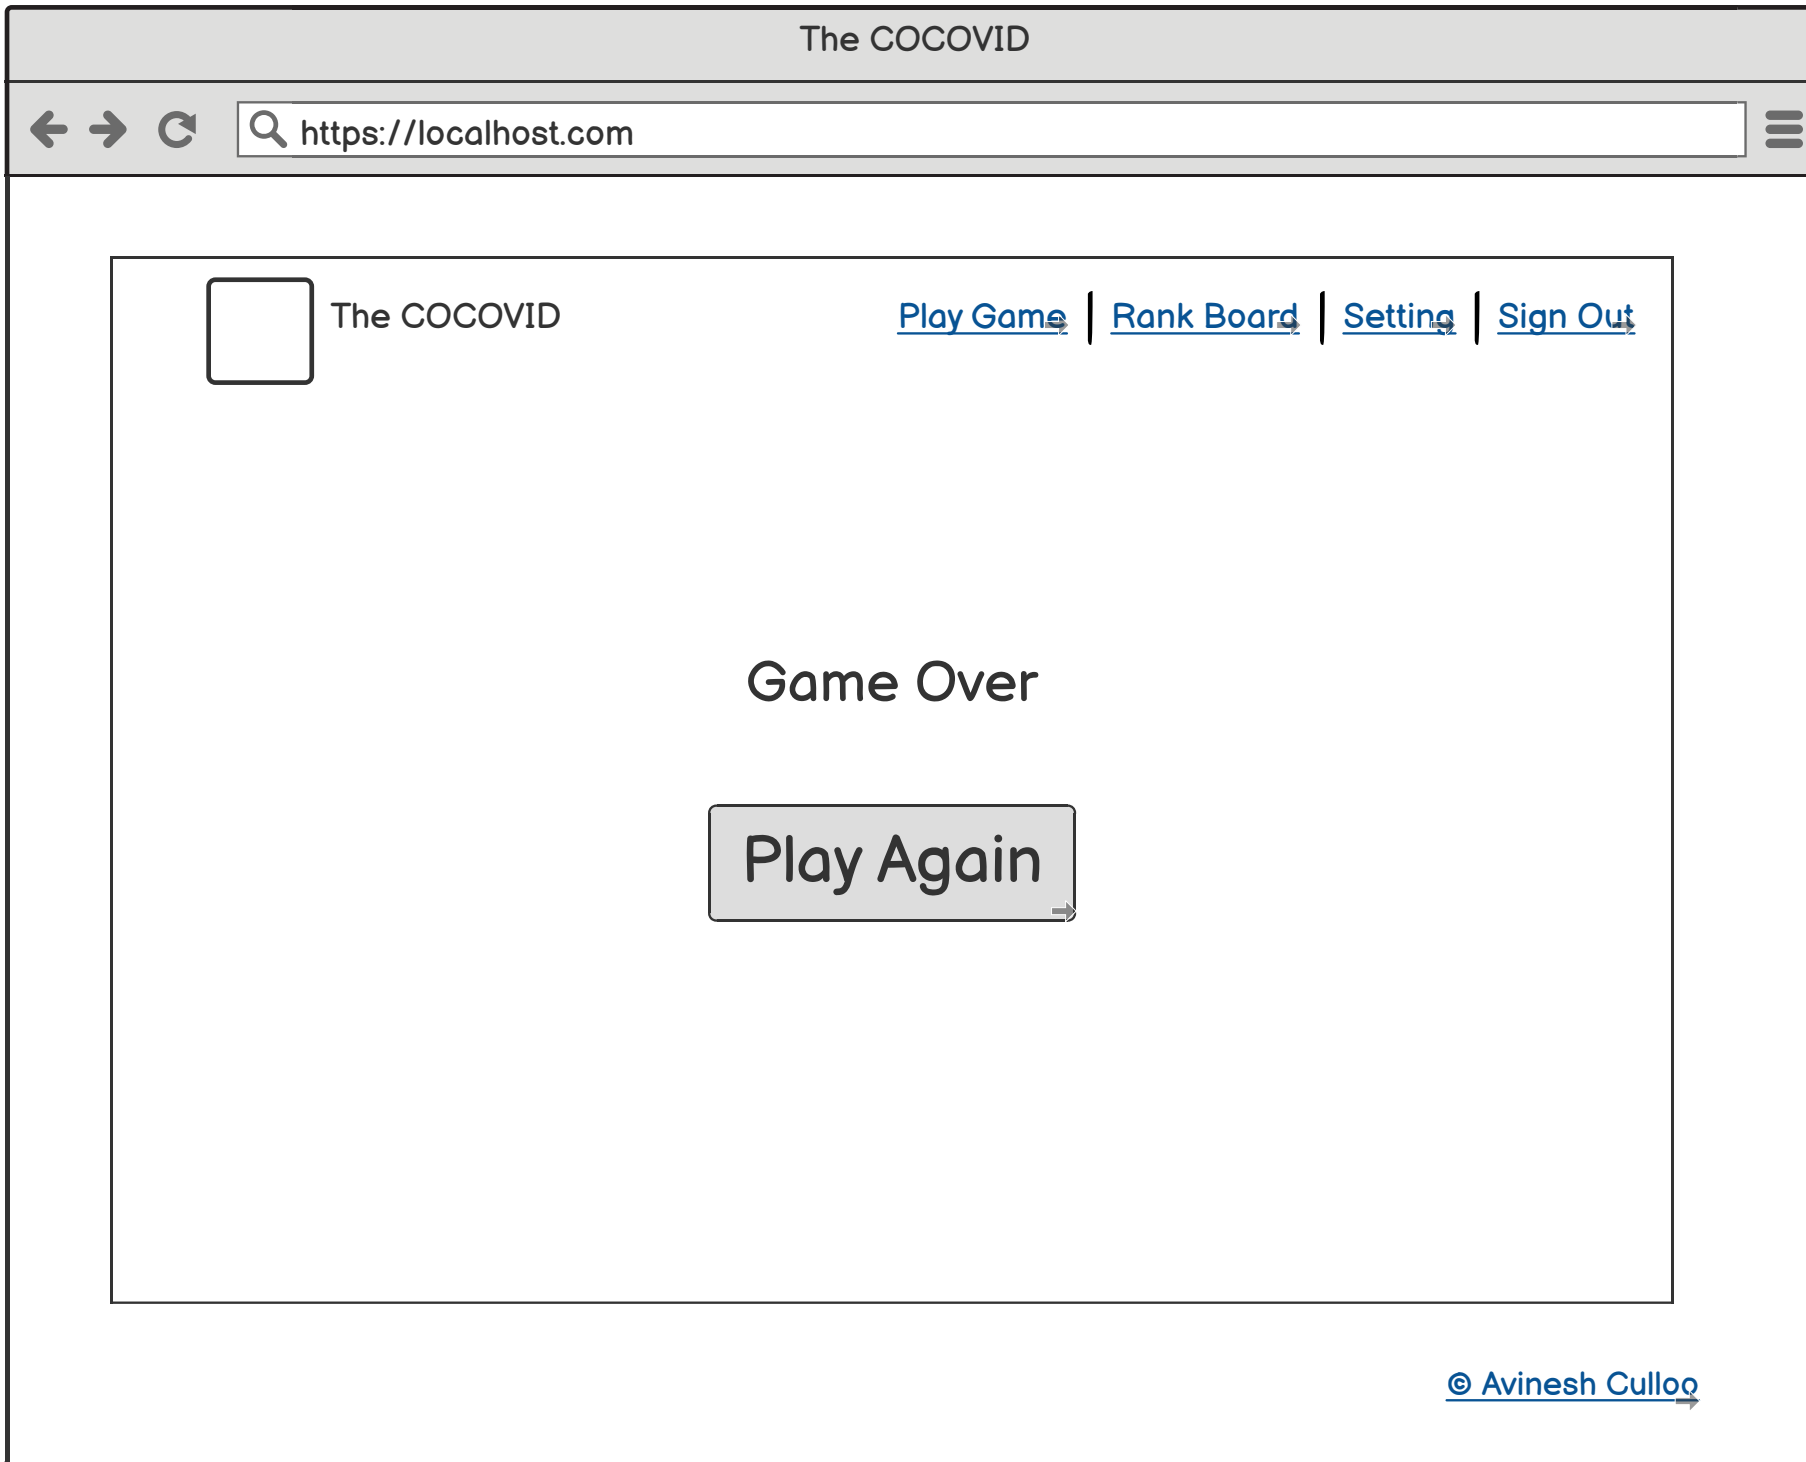 The COCOVID
https://localhost.com
The COCOVID
Play Game | Rank Board | Setting | Sign Out
Game Over
Play Again
© Avinesh Culloo